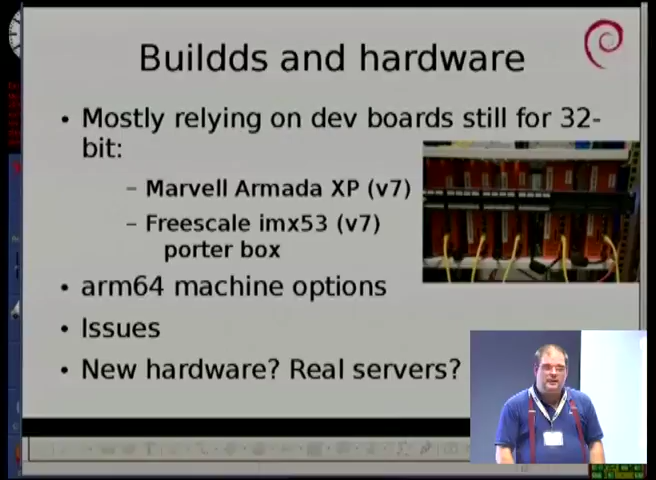 Buildds and hardware
• Mostly relying on dev boards still for 32-
bit:
– Marvell Armada XP (v7)
– Freescale imx53 (v7)
porter box
• arm64 machine options
• Issues
• New hardware? Real servers?